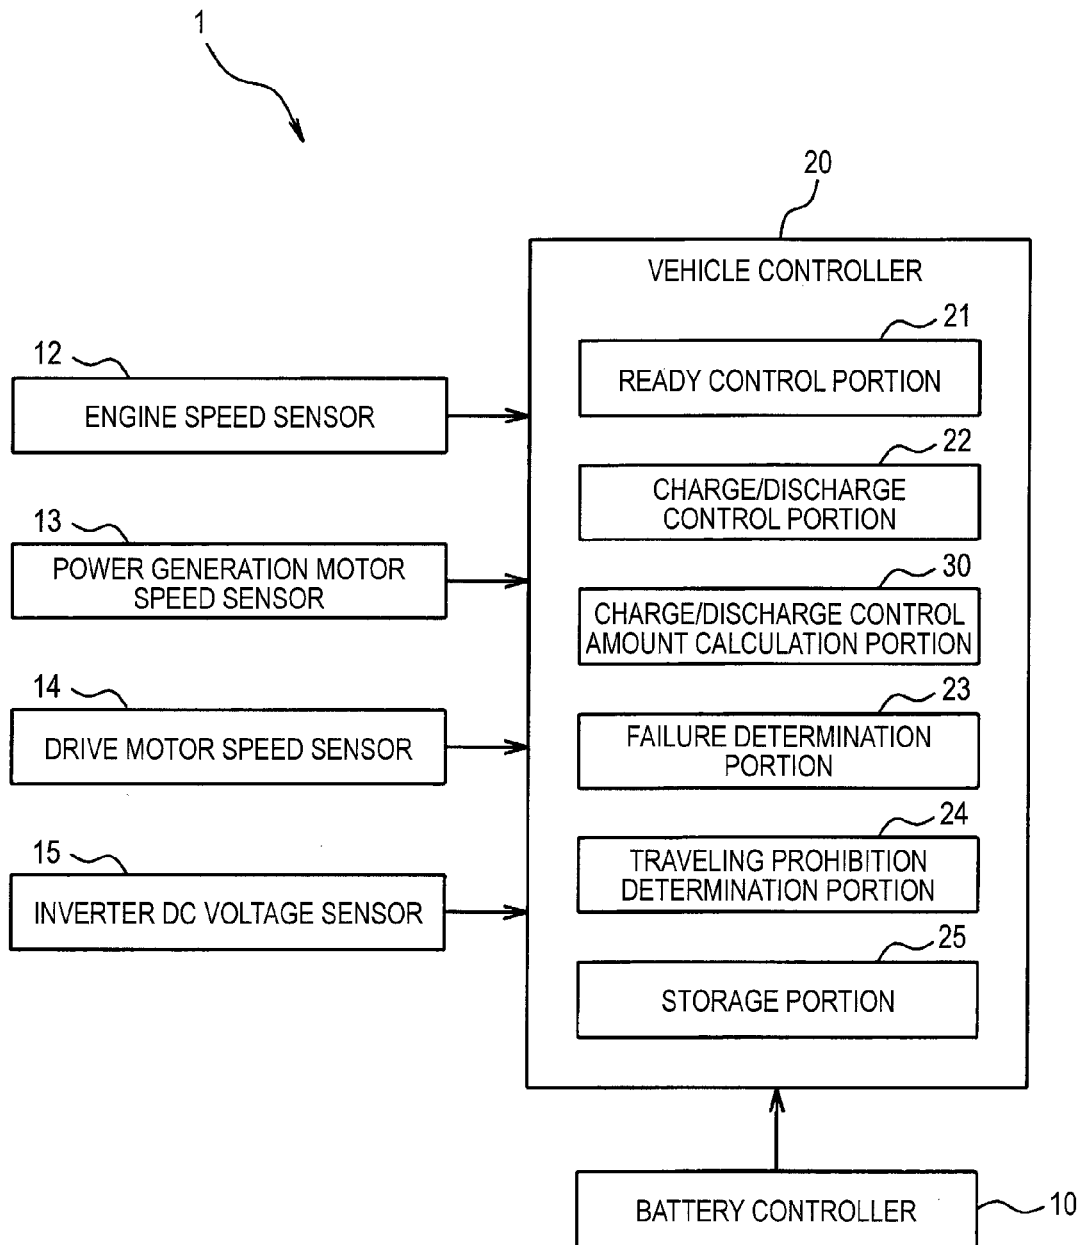 1
20
VEHICLE CONTROLLER
21
READY CONTROL PORTION
22
CHARGE/DISCHARGE
CONTROL PORTION
30
CHARGE/DISCHARGE CONTROL
AMOUNT CALCULATION PORTION
23
FAILURE DETERMINATION
PORTION
24
TRAVELING PROHIBITION
DETERMINATION PORTION
25
STORAGE PORTION
12
ENGINE SPEED SENSOR
13
POWER GENERATION MOTOR
SPEED SENSOR
14
DRIVE MOTOR SPEED SENSOR
15
INVERTER DC VOLTAGE SENSOR
BATTERY CONTROLLER
10